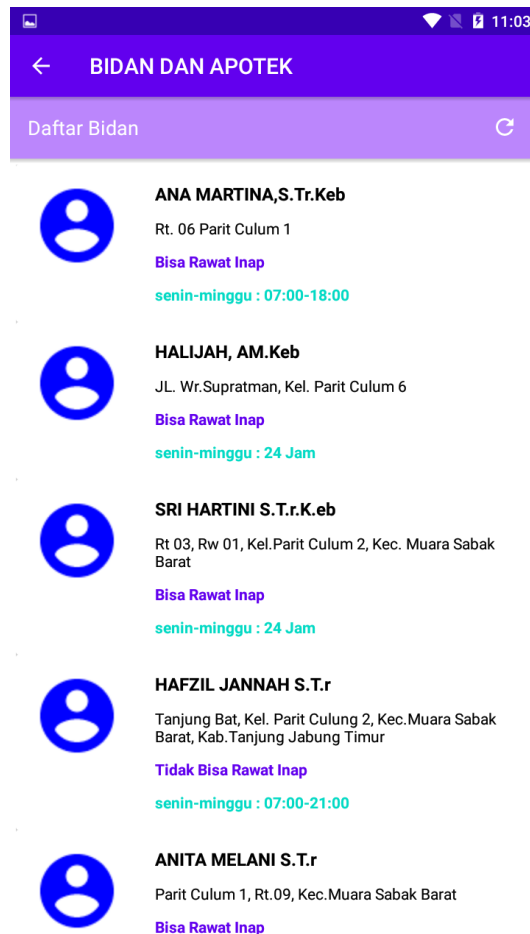 11:03
BIDAN DAN APOTEK
Daftar Bidan
ANA MARTINA,S.Tr.Keb
Rt. 06 Parit Culum 1
Bisa Rawat Inap
senin-minggu : 07:00-18:00
HALIJAH, AM.Keb
JL. Wr.Supratman, Kel. Parit Culum 6
Bisa Rawat Inap
senin-minggu : 24 Jam
SRI HARTINI S.T.r.K.eb
Rt 03, Rw 01, Kel.Parit Culum 2, Kec. Muara Sabak
Barat
Bisa Rawat Inap
senin-minggu : 24 Jam
HAFZIL JANNAH S.T.r
Tanjung Bat, Kel. Parit Culung 2, Kec.Muara Sabak
Barat, Kab.Tanjung Jabung Timur
Tidak Bisa Rawat Inap
senin-minggu : 07:00-21:00
ANITA MELANI S.T.r
Parit Culum 1, Rt.09, Kec.Muara Sabak Barat
Bisa Rawat Inap